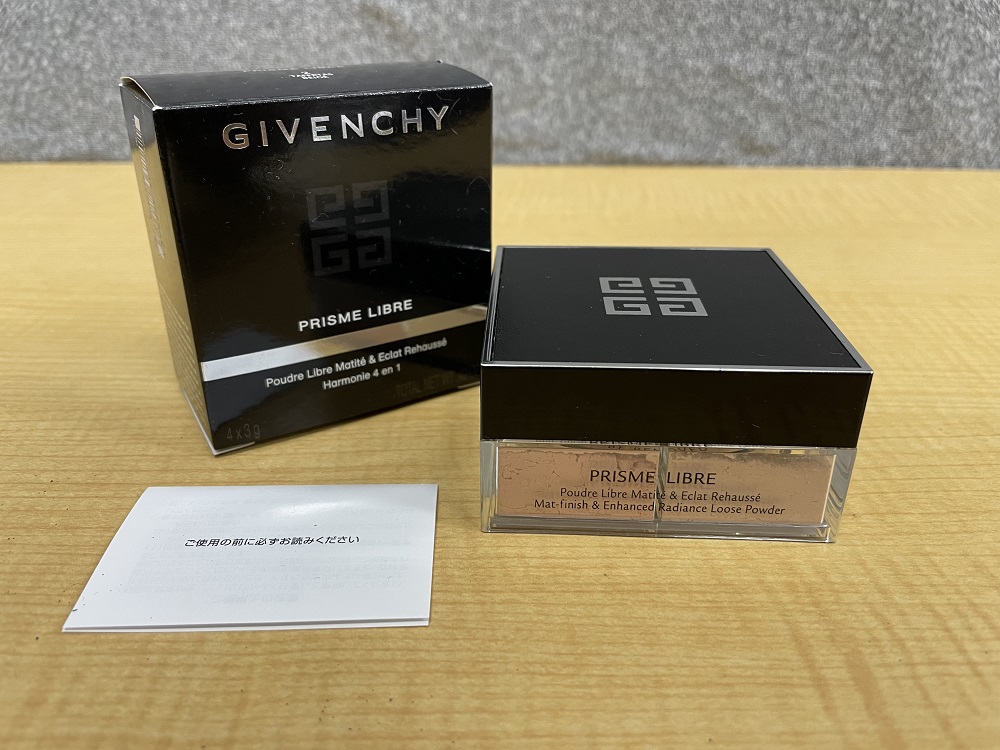 GIVENCHY
PRISME LIBRE
Poudre Libre Matité & Eclat Rehaussé
Harmonie 4 en 1
TOTAL NET
4x3g
PRISME LIBRE
Poudre Libre Matité & Eclat Rehaussé
Mat-finish & Enhanced Radiance Loose Powder
ご使用の前に必ずお読みください